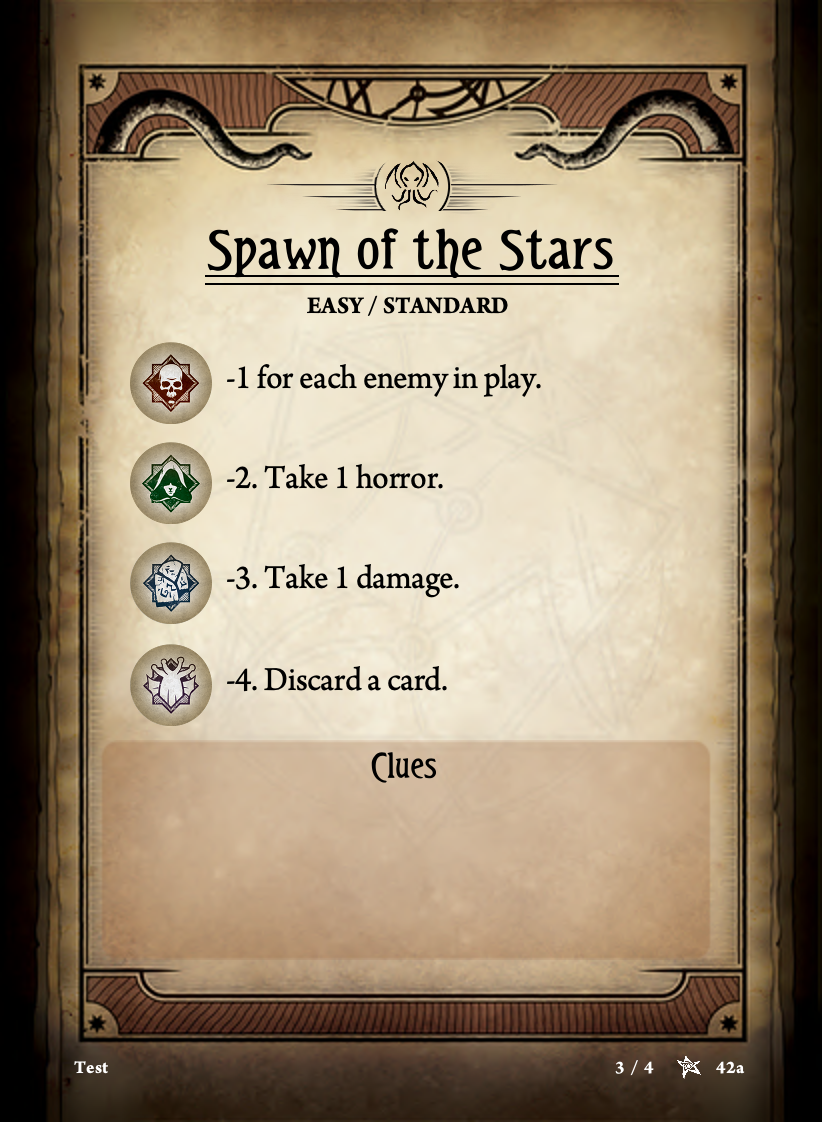 Spawn of the Stars
EASY / STANDARD
-1 for each enemy in play.
-2. Take 1 horror.
-3. Take 1 damage.
-4. Discard a card.
Clues
Test 3 / 4 42a